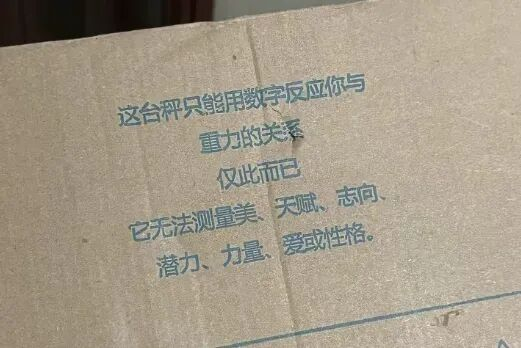 这台秤只能用数字反应你与
重力的关系
仅此而已
它无法测量美、天赋、志向、
潜力、力量、爱或性格。